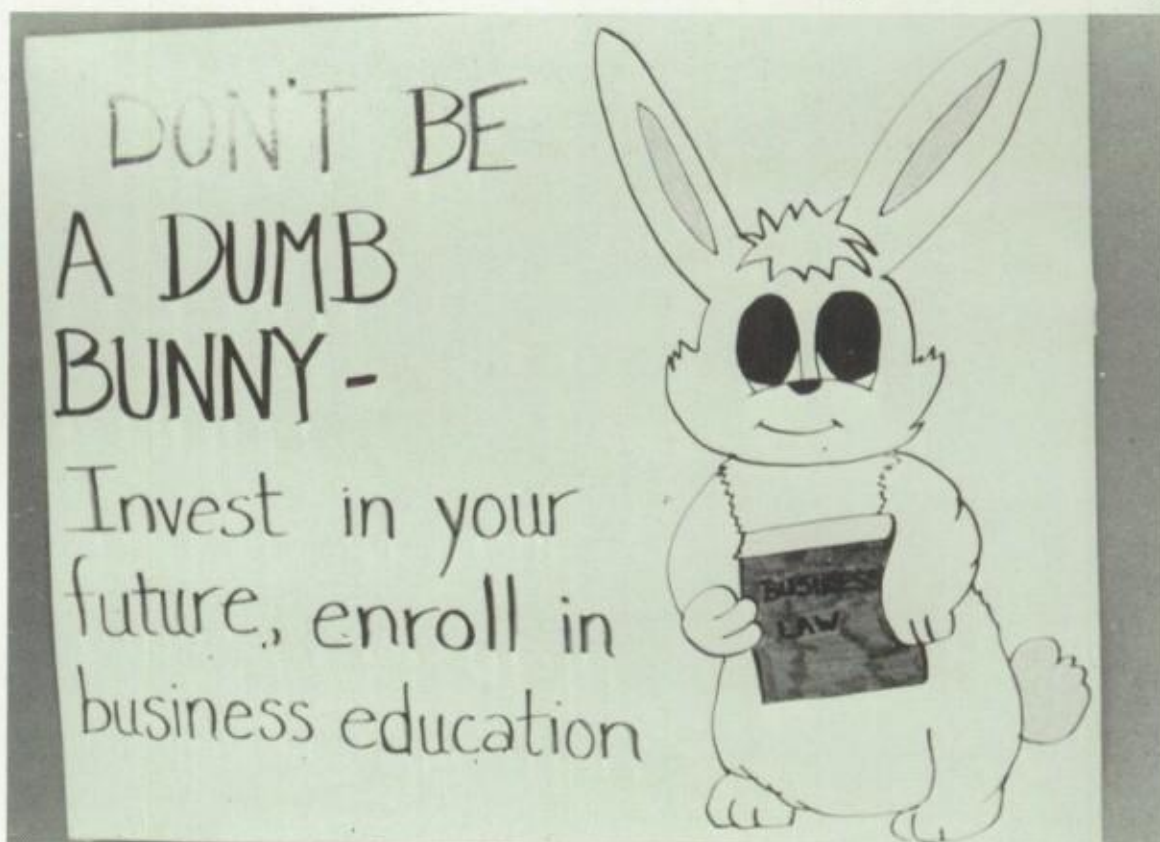 DON'T BE
A DUMB
BUNNY -
Invest in your
future, enroll in
business education
BUSINESS
LAW